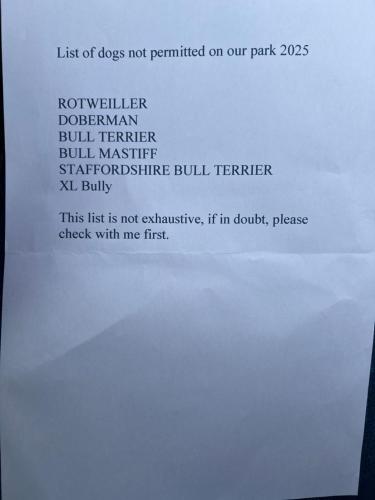 List of dogs not permitted on our park 2025
ROTWEILLER
DOBERMAN
BULL TERRIER
BULL MASTIFF
STAFFORDSHIRE BULL TERRIER
XL Bully
This list is not exhaustive, if in doubt, please
check with me first.